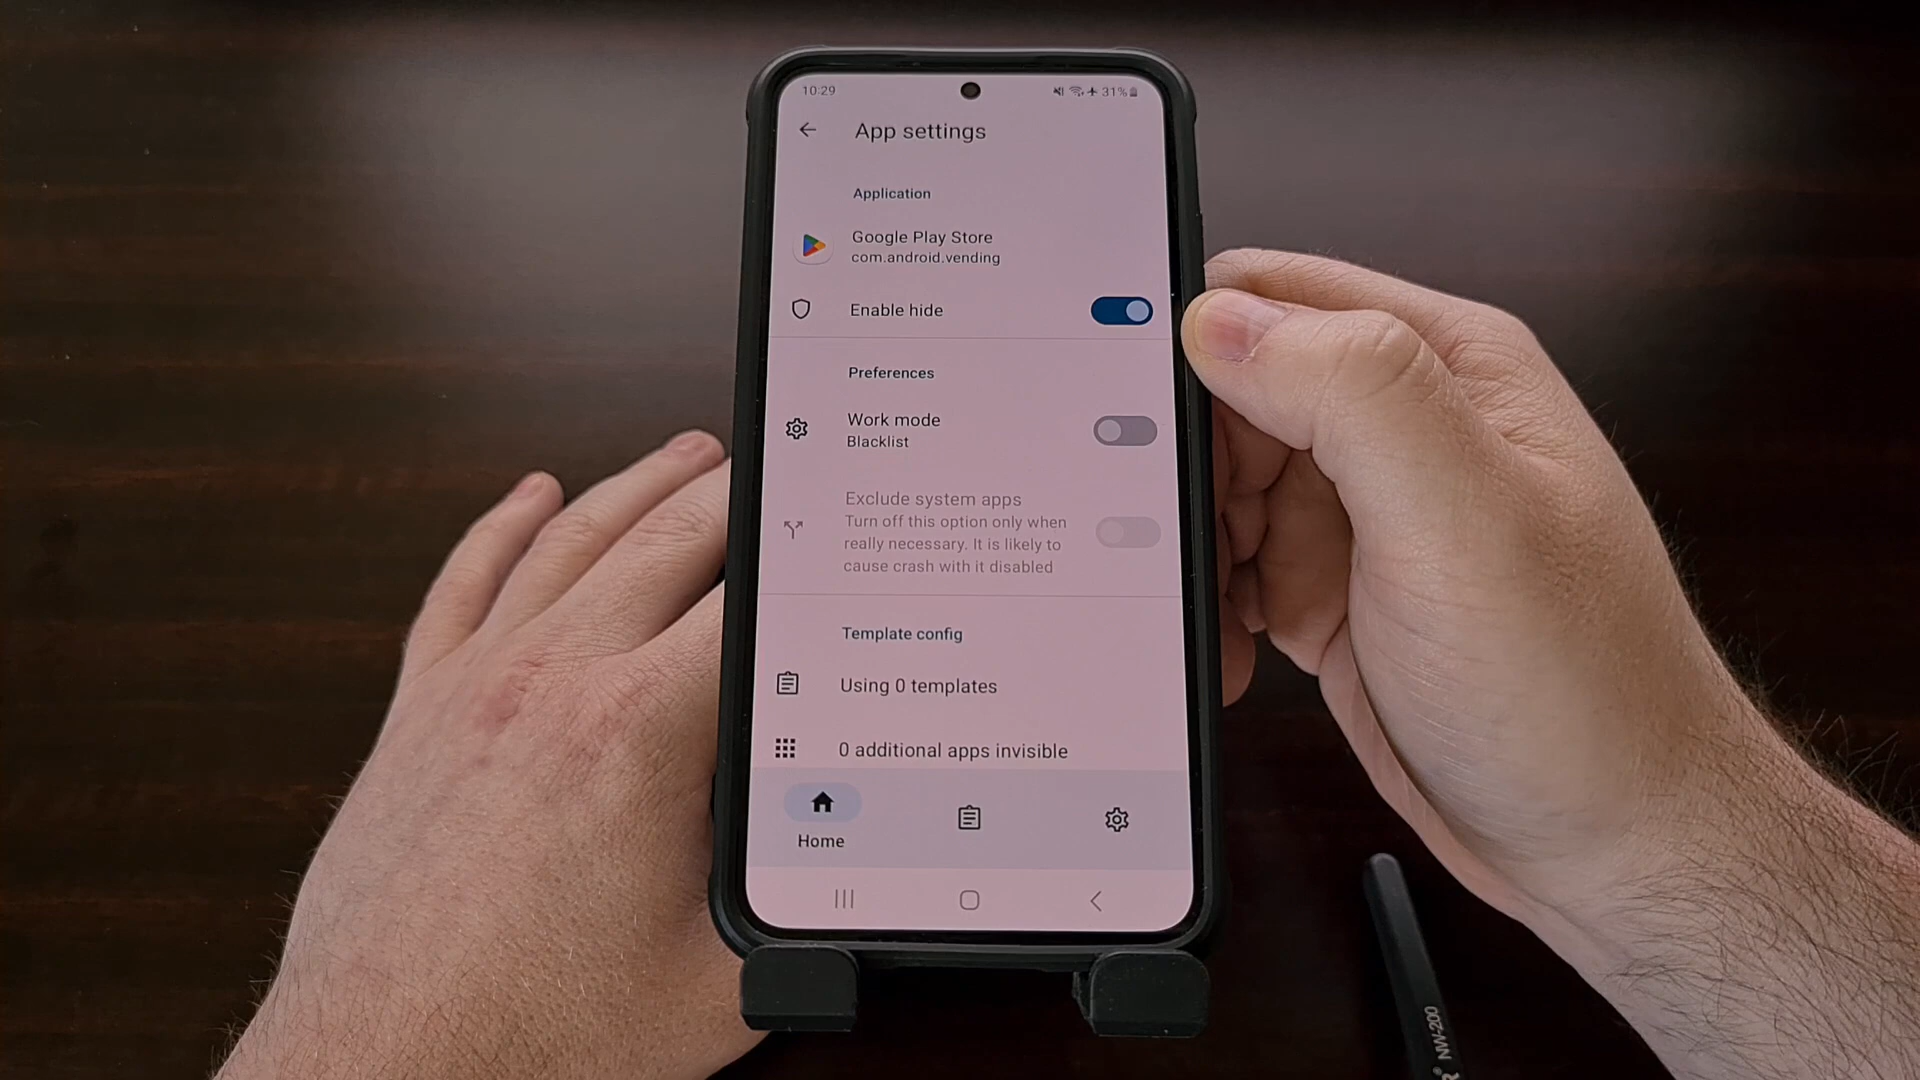 10:29
31%
App settings
Application
Google Play Store
com.android.vending
Enable hide
Preferences
Work mode
Blacklist
Exclude system apps
Turn off this option only when
really necessary. It is likely to
cause crash with it disabled
Template config
Using 0 templates
0 additional apps invisible
Home
NW-200